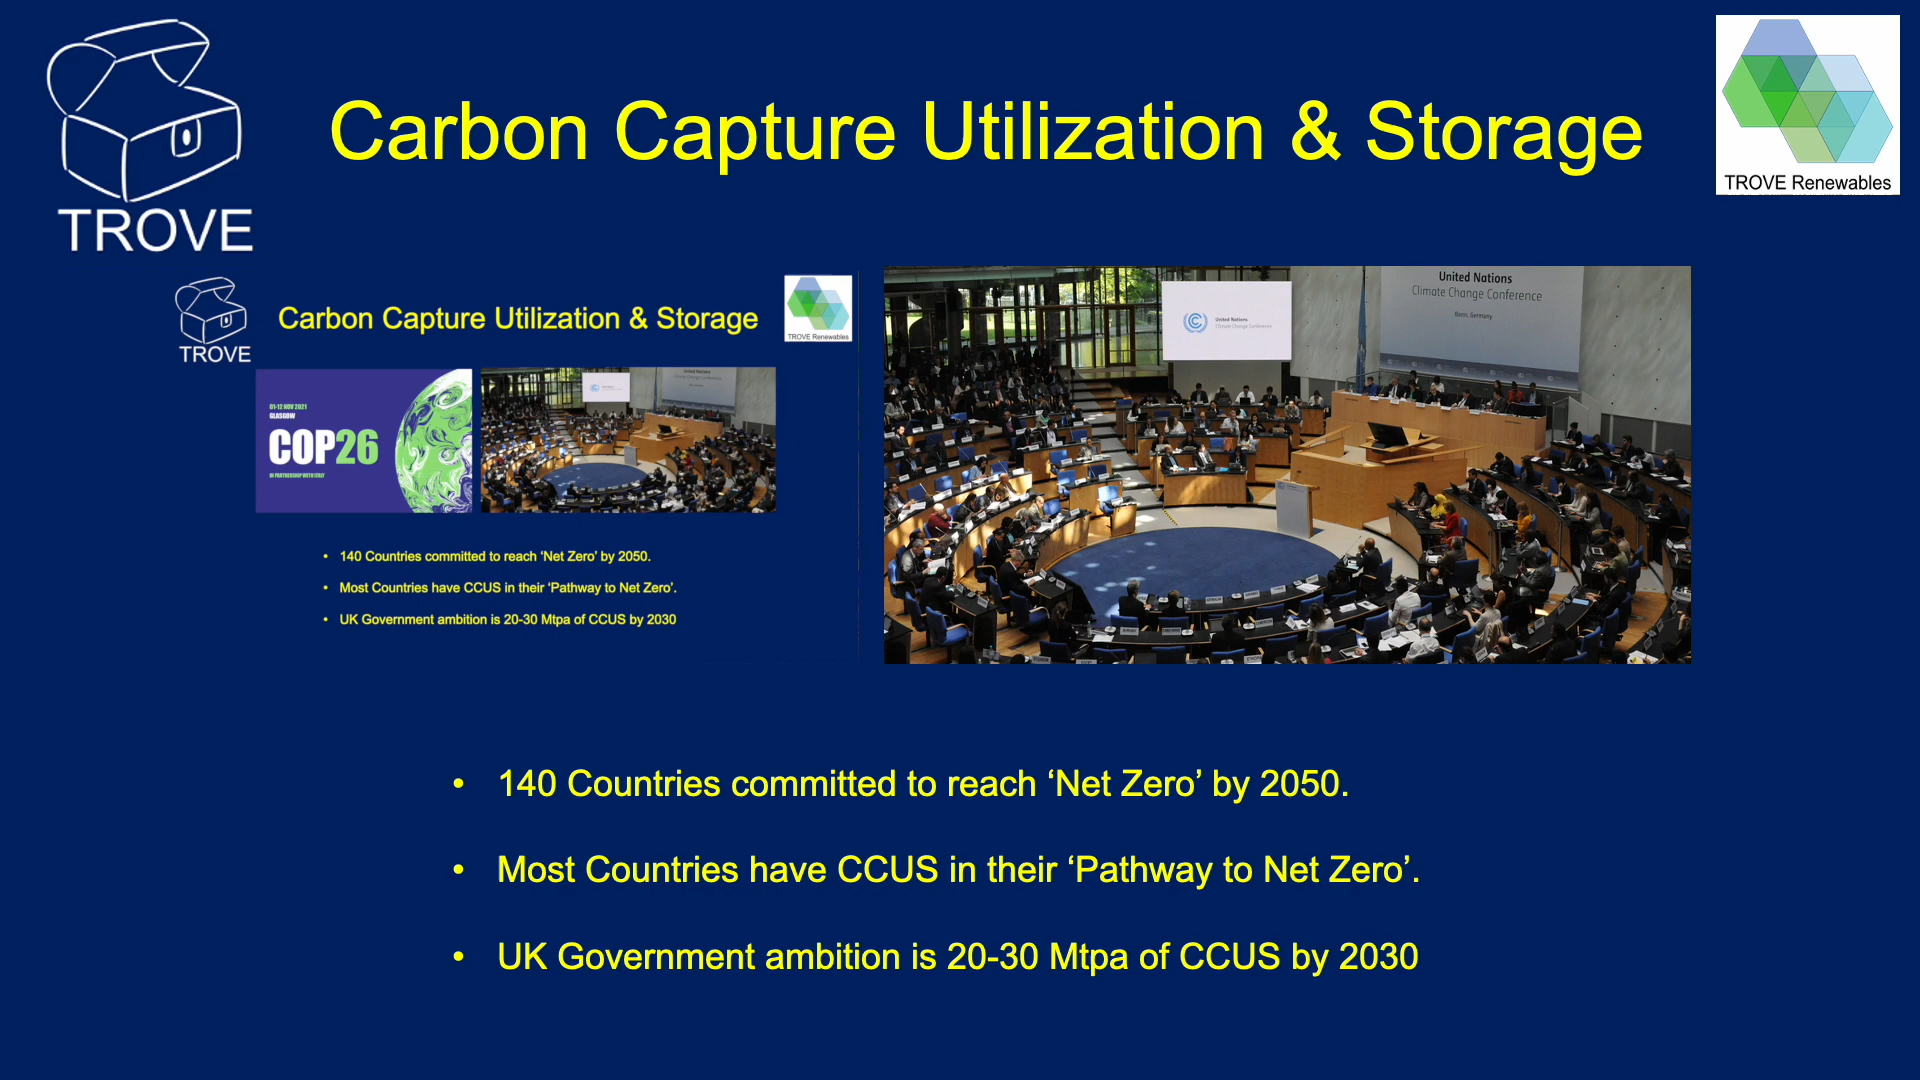 TROVE
Carbon Capture Utilization & Storage
TROVE Renewables
TROVE
Carbon Capture Utilization & Storage
TROVE Renewables
01-12 NOV 2021
GLASGOW
COP26
IN PARTNERSHIP WITH ITALY
United Nations
Climate Change Conference
• 140 Countries committed to reach ‘Net Zero’ by 2050.
• Most Countries have CCUS in their ‘Pathway to Net Zero’.
• UK Government ambition is 20-30 Mtpa of CCUS by 2030
United Nations
Climate Change Conference
United Nations
Climate Change Conference
Bonn, Germany
• 140 Countries committed to reach ‘Net Zero’ by 2050.
• Most Countries have CCUS in their ‘Pathway to Net Zero’.
• UK Government ambition is 20-30 Mtpa of CCUS by 2030